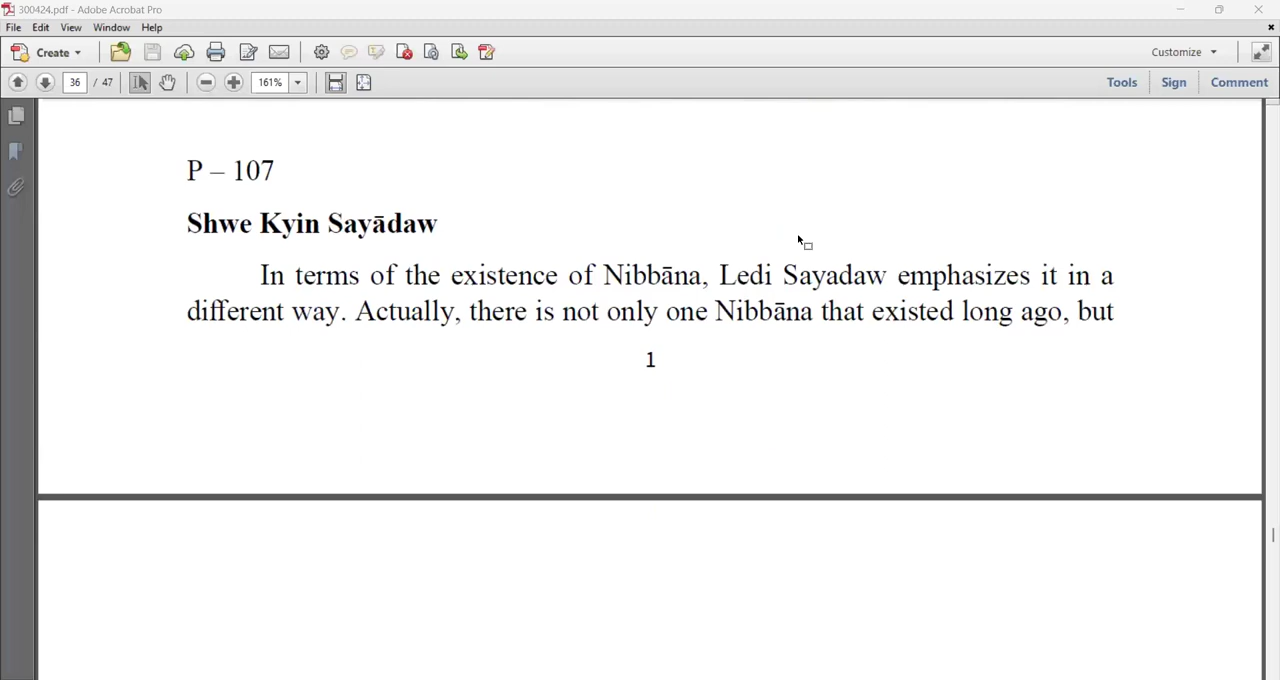 300424.pdf - Adobe Acrobat Pro
File Edit View Window Help
Create Customize
36 / 47 161% Tools Sign Comment
P – 107
Shwe Kyin Sayādaw
In terms of the existence of Nibbāna, Ledi Sayadaw emphasizes it in a
different way. Actually, there is not only one Nibbāna that existed long ago, but
1